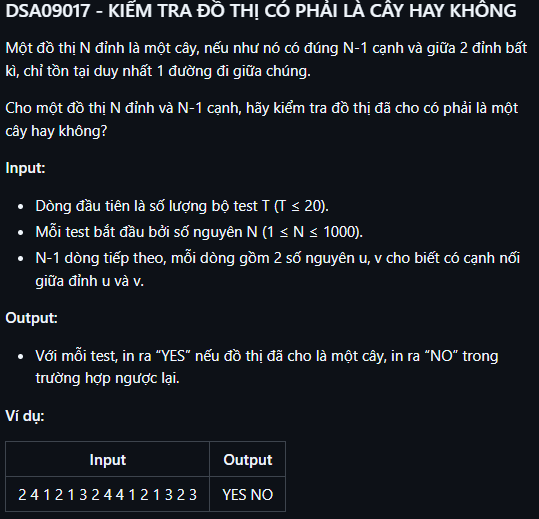 DSA09017 - KIỂM TRA ĐỒ THỊ CÓ PHẢI LÀ CÂY HAY KHÔNG
Một đồ thị N đỉnh là một cây, nếu như nó có đúng N-1 cạnh và giữa 2 đỉnh bất
kì, chỉ tồn tại duy nhất 1 đường đi giữa chúng.
Cho một đồ thị N đỉnh và N-1 cạnh, hãy kiểm tra đồ thị đã cho có phải là một
cây hay không?
Input:
• Dòng đầu tiên là số lượng bộ test T (T ≤ 20).
• Mỗi test bắt đầu bởi số nguyên N (1 ≤ N ≤ 1000).
• N-1 dòng tiếp theo, mỗi dòng gồm 2 số nguyên u, v cho biết có cạnh nối
giữa đỉnh u và v.
Output:
• Với mỗi test, in ra “YES” nếu đồ thị đã cho là một cây, in ra “NO” trong
trường hợp ngược lại.
Ví dụ:
Input Output
2 4 1 2 1 3 2 4 4 1 2 1 3 2 3 YES NO